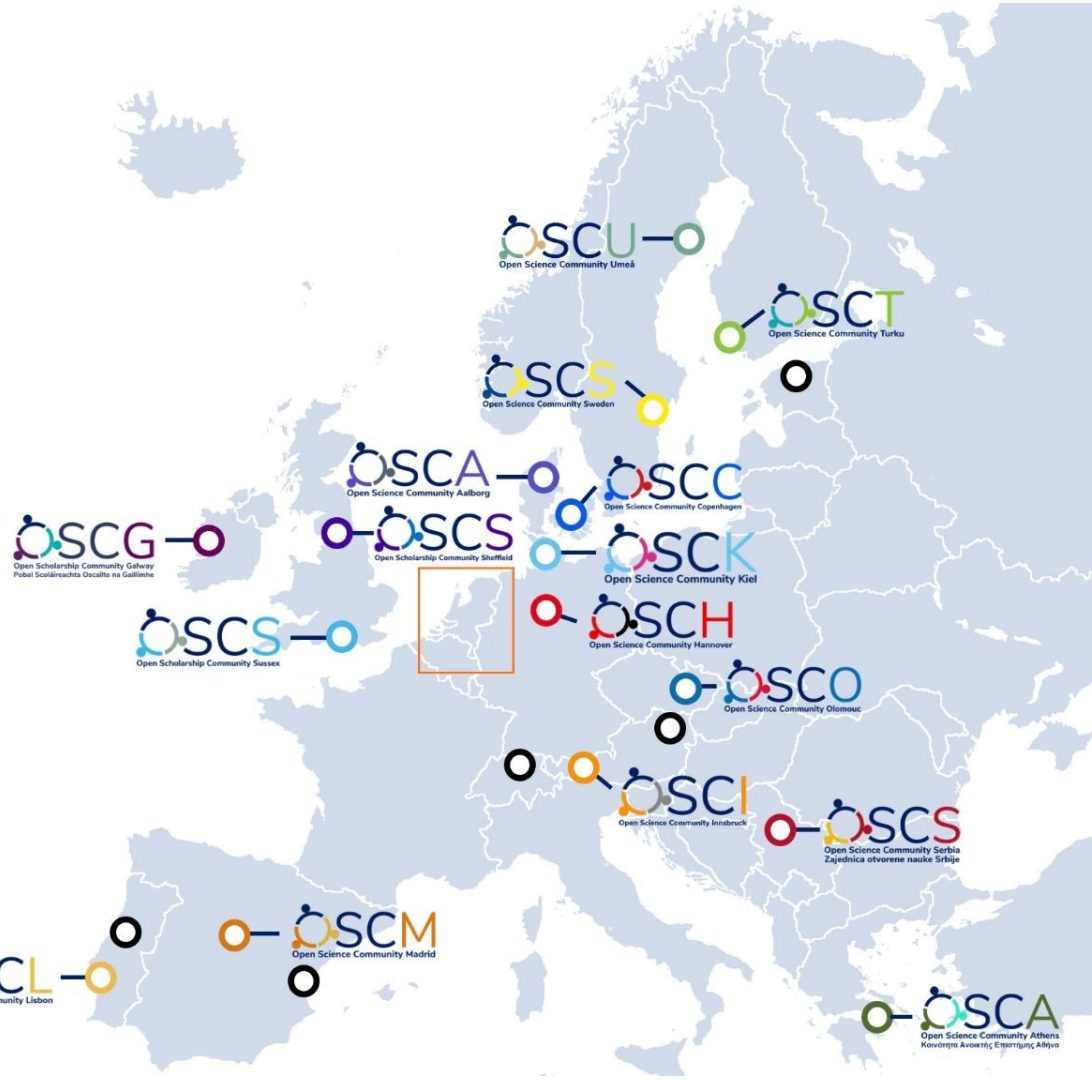 OSCU
Open Science Community Umeå
OSCT
Open Science Community Turku
OSCS
Open Science Community Sweden
OSCA
Open Science Community Aalborg
OSCC
Open Science Community Copenhagen
OSCS
Open Scholarship Community Sheffield
OSCG
Open Scholarship Community Galway
Pobal Scoláireachta Oscailte na Gaillimhe
OSCK
Open Science Community Kiel
OSCH
Open Science Community Hannover
OSCS
Open Scholarship Community Sussex
OSCO
Open Science Community Olomouc
OSCI
Open Science Community Innsbruck
OSCS
Open Science Community Serbia
Zajednica otvorene nauke Srbije
OSCM
Open Science Community Madrid
CL
munity Lisbon
OSCA
Open Science Community Athens
Κοινότητα Ανοικτής Επιστήμης Αθήνα